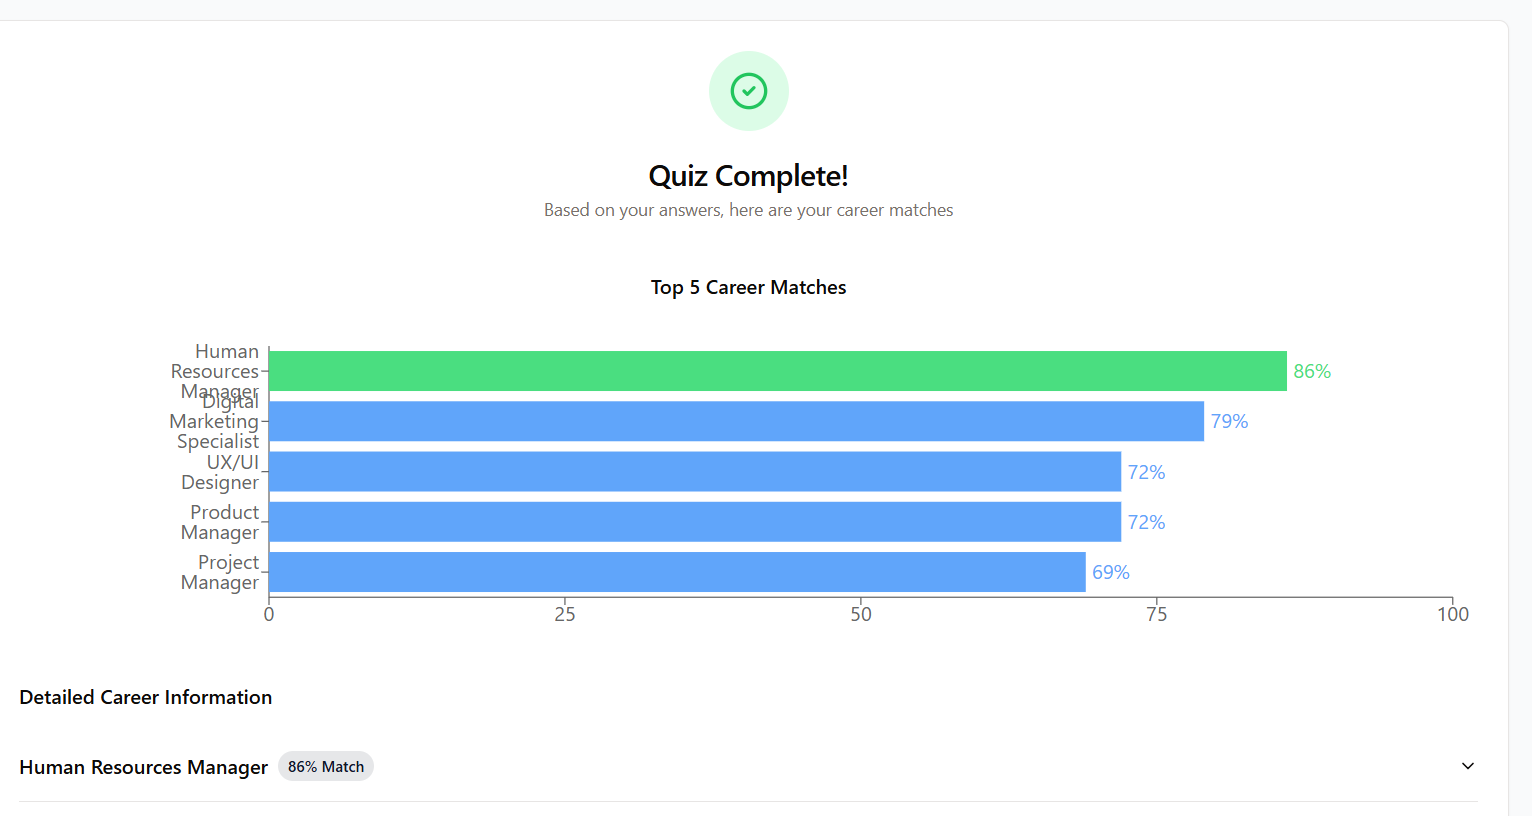 Quiz Complete!
Based on your answers, here are your career matches
Top 5 Career Matches
Human
Resources
Manager
86%
Digital
Marketing
Specialist
79%
UX/UI
Designer
72%
Product
Manager
72%
Project
Manager
69%
0 25 50 75 100
Detailed Career Information
Human Resources Manager 86% Match